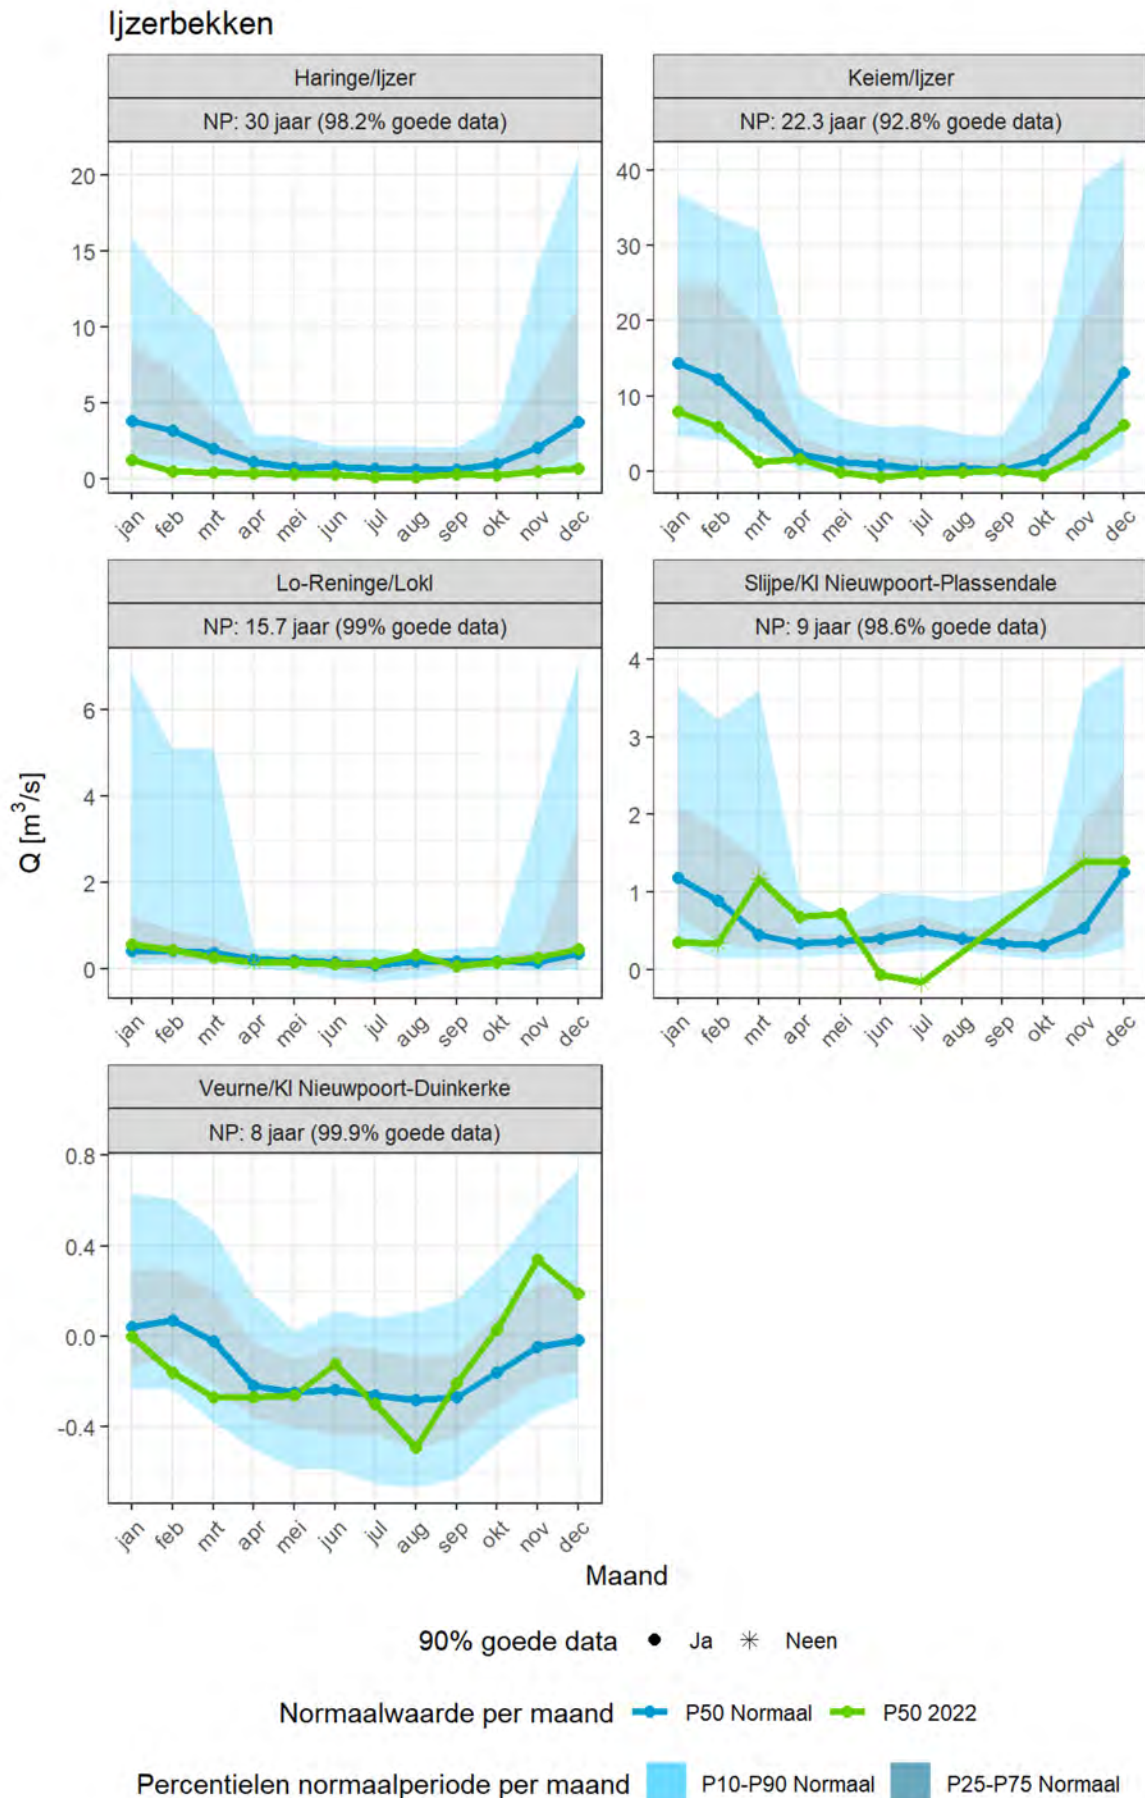 Ijzerbekken
Haringe/Ijzer
NP: 30 jaar (98.2% goede data)
20
15
10
5
0
jan feb mrt apr mei jun jul aug sep okt nov dec
Keiem/Ijzer
NP: 22.3 jaar (92.8% goede data)
40
30
20
10
0
jan feb mrt apr mei jun jul aug sep okt nov dec
Lo-Reninge/Lokl
NP: 15.7 jaar (99% goede data)
6
4
2
0
jan feb mrt apr mei jun jul aug sep okt nov dec
Slijpe/Kl Nieuwpoort-Plassendale
NP: 9 jaar (98.6% goede data)
4
3
2
1
0
jan feb mrt apr mei jun jul aug sep okt nov dec
Veurne/Kl Nieuwpoort-Duinkerke
NP: 8 jaar (99.9% goede data)
0.8
0.4
0.0
-0.4
jan feb mrt apr mei jun jul aug sep okt nov dec
Q [m³/s]
Maand
90% goede data Ja Neen
Normaalwaarde per maand P50 Normaal P50 2022
Percentielen normaalperiode per maand P10-P90 Normaal P25-P75 Normaal